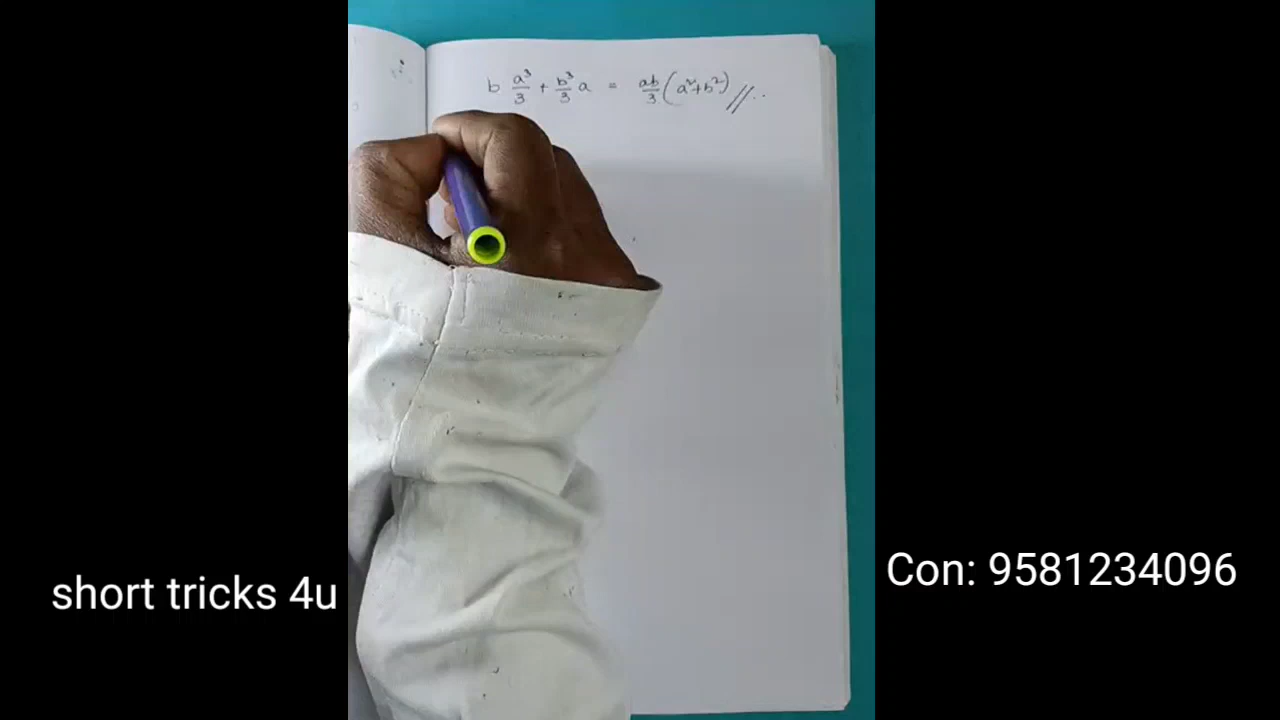 b a³/3 + b³/3 a = ab/3 (a²+b²) //..
short tricks 4u
Con: 9581234096